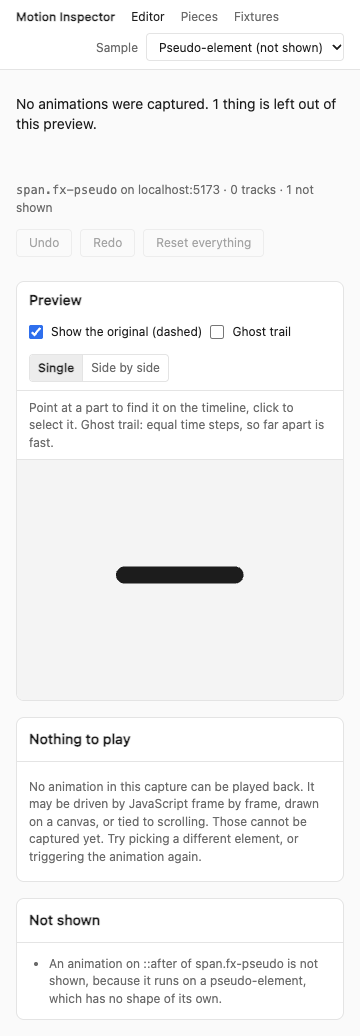 Motion Inspector Editor Pieces Fixtures
Sample Pseudo-element (not shown)
No animations were captured. 1 thing is left out of
this preview.
span.fx-pseudo on localhost:5173 · 0 tracks · 1 not
shown
Undo Redo Reset everything
Preview
Show the original (dashed) Ghost trail
Single Side by side
Point at a part to find it on the timeline, click to
select it. Ghost trail: equal time steps, so far apart is
fast.
Nothing to play
No animation in this capture can be played back. It
may be driven by JavaScript frame by frame, drawn
on a canvas, or tied to scrolling. Those cannot be
captured yet. Try picking a different element, or
triggering the animation again.
Not shown
• An animation on ::after of span.fx-pseudo is not
shown, because it runs on a pseudo-element,
which has no shape of its own.